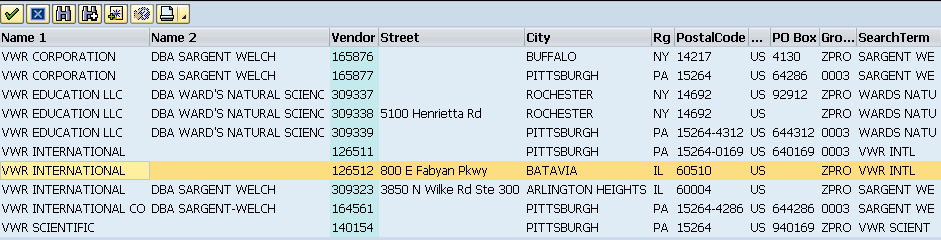 Name 1 Name 2 Vendor Street City Rg PostalCode ... PO Box Gro... SearchTerm
VWR CORPORATION DBA SARGENT WELCH 165876 BUFFALO NY 14217 US 4130 ZPRO SARGENT WE
VWR CORPORATION DBA SARGENT WELCH 165877 PITTSBURGH PA 15264 US 64286 0003 SARGENT WE
VWR EDUCATION LLC DBA WARD'S NATURAL SCIENC 309337 ROCHESTER NY 14692 US 92912 ZPRO WARDS NATU
VWR EDUCATION LLC DBA WARD'S NATURAL SCIENC 309338 5100 Henrietta Rd ROCHESTER NY 14692 US ZPRO WARDS NATU
VWR EDUCATION LLC DBA WARD'S NATURAL SCIENC 309339 PITTSBURGH PA 15264-4312 US 644312 0003 WARDS NATU
VWR INTERNATIONAL 126511 PITTSBURGH PA 15264-0169 US 640169 0003 VWR INTL
VWR INTERNATIONAL 126512 800 E Fabyan Pkwy BATAVIA IL 60510 US ZPRO VWR INTL
VWR INTERNATIONAL DBA SARGENT WELCH 309323 3850 N Wilke Rd Ste 300 ARLINGTON HEIGHTS IL 60004 US ZPRO SARGENT WE
VWR INTERNATIONAL CO DBA SARGENT-WELCH 164561 PITTSBURGH PA 15264-4286 US 644286 0003 SARGENT WE
VWR SCIENTIFIC 140154 PITTSBURGH PA 15264 US 940169 ZPRO VWR SCIENT